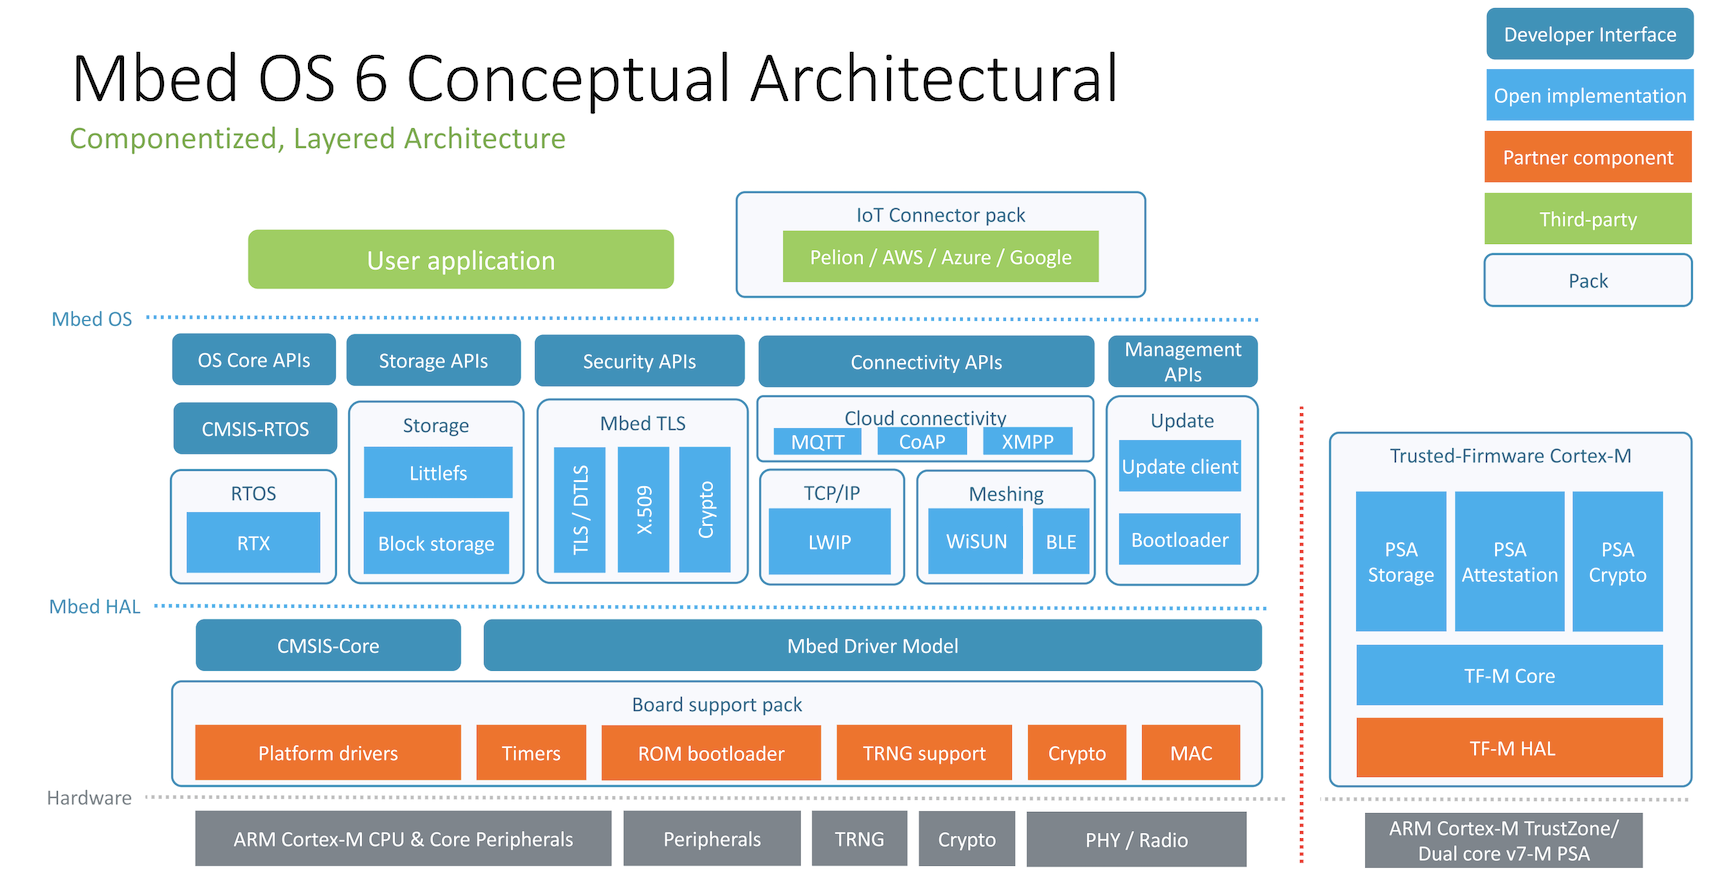 Mbed OS 6 Conceptual Architectural
Componentized, Layered Architecture
Developer Interface
Open implementation
Partner component
Third-party
Pack
User application
IoT Connector pack
Pelion / AWS / Azure / Google
Mbed OS
OS Core APIs
Storage APIs
Security APIs
Connectivity APIs
Management
APIs
CMSIS-RTOS
RTOS
RTX
Storage
Littlefs
Block storage
Mbed TLS
TLS / DTLS
X.509
Crypto
Cloud connectivity
MQTT
CoAP
XMPP
TCP/IP
LWIP
Meshing
WiSUN
BLE
Update
Update client
Bootloader
Trusted-Firmware Cortex-M
PSA
Storage
PSA
Attestation
PSA
Crypto
TF-M Core
TF-M HAL
Mbed HAL
CMSIS-Core
Mbed Driver Model
Board support pack
Platform drivers
Timers
ROM bootloader
TRNG support
Crypto
MAC
Hardware
ARM Cortex-M CPU & Core Peripherals
Peripherals
TRNG
Crypto
PHY / Radio
ARM Cortex-M TrustZone/
Dual core v7-M PSA